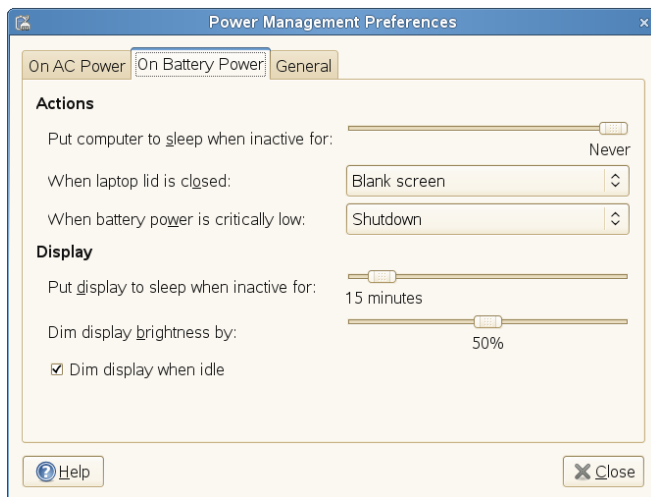 Power Management Preferences
On AC Power On Battery Power General
Actions
Put computer to sleep when inactive for:
Never
When laptop lid is closed: Blank screen
When battery power is critically low: Shutdown
Display
Put display to sleep when inactive for:
15 minutes
Dim display brightness by:
50%
Dim display when idle
Help Close